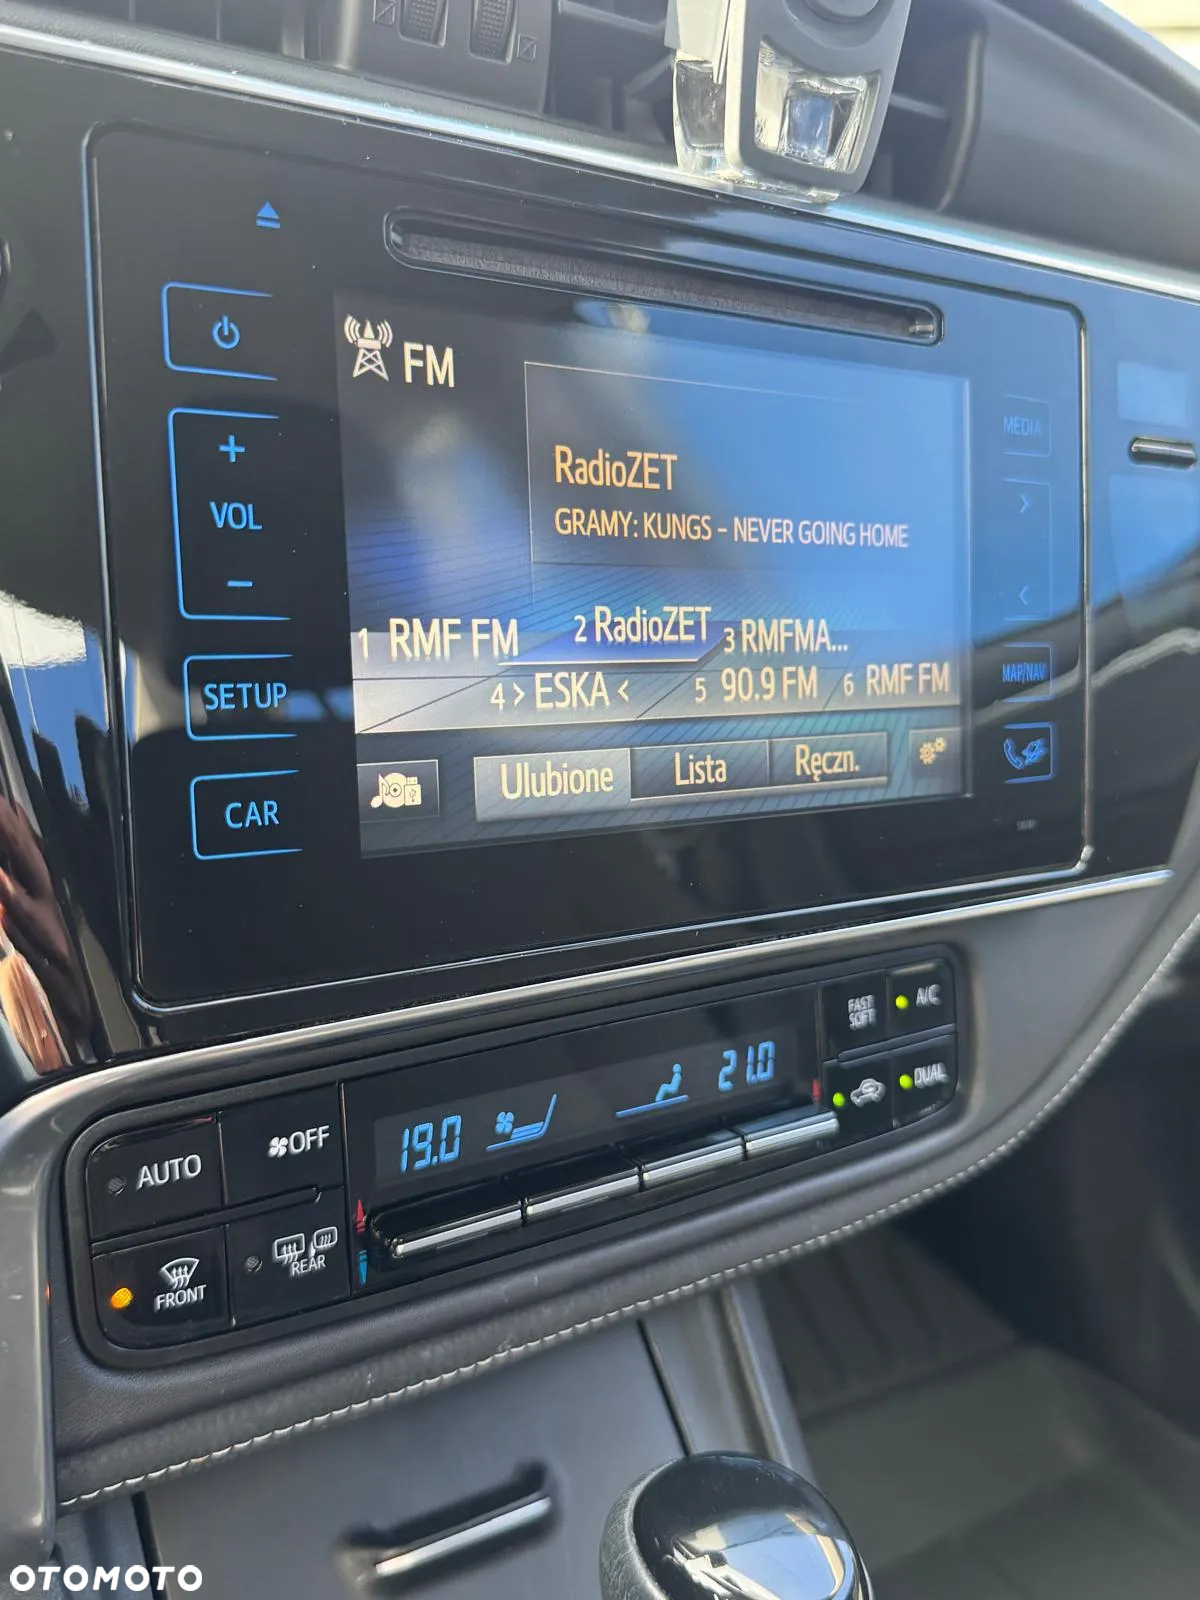 FM
MEDIA
RadioZET
GRAMY: KUNGS – NEVER GOING HOME
+
VOL
−
1 RMF FM
2 RadioZET
3 RMFMA...
4 > ESKA <
5 90.9 FM
6 RMF FM
SETUP
MAP/NAV
Ulubione
Lista
Ręczn.
CAR
FAST
SOFT
A/C
19.0
21.0
DUAL
AUTO
OFF
FRONT
REAR
OTOMOTO